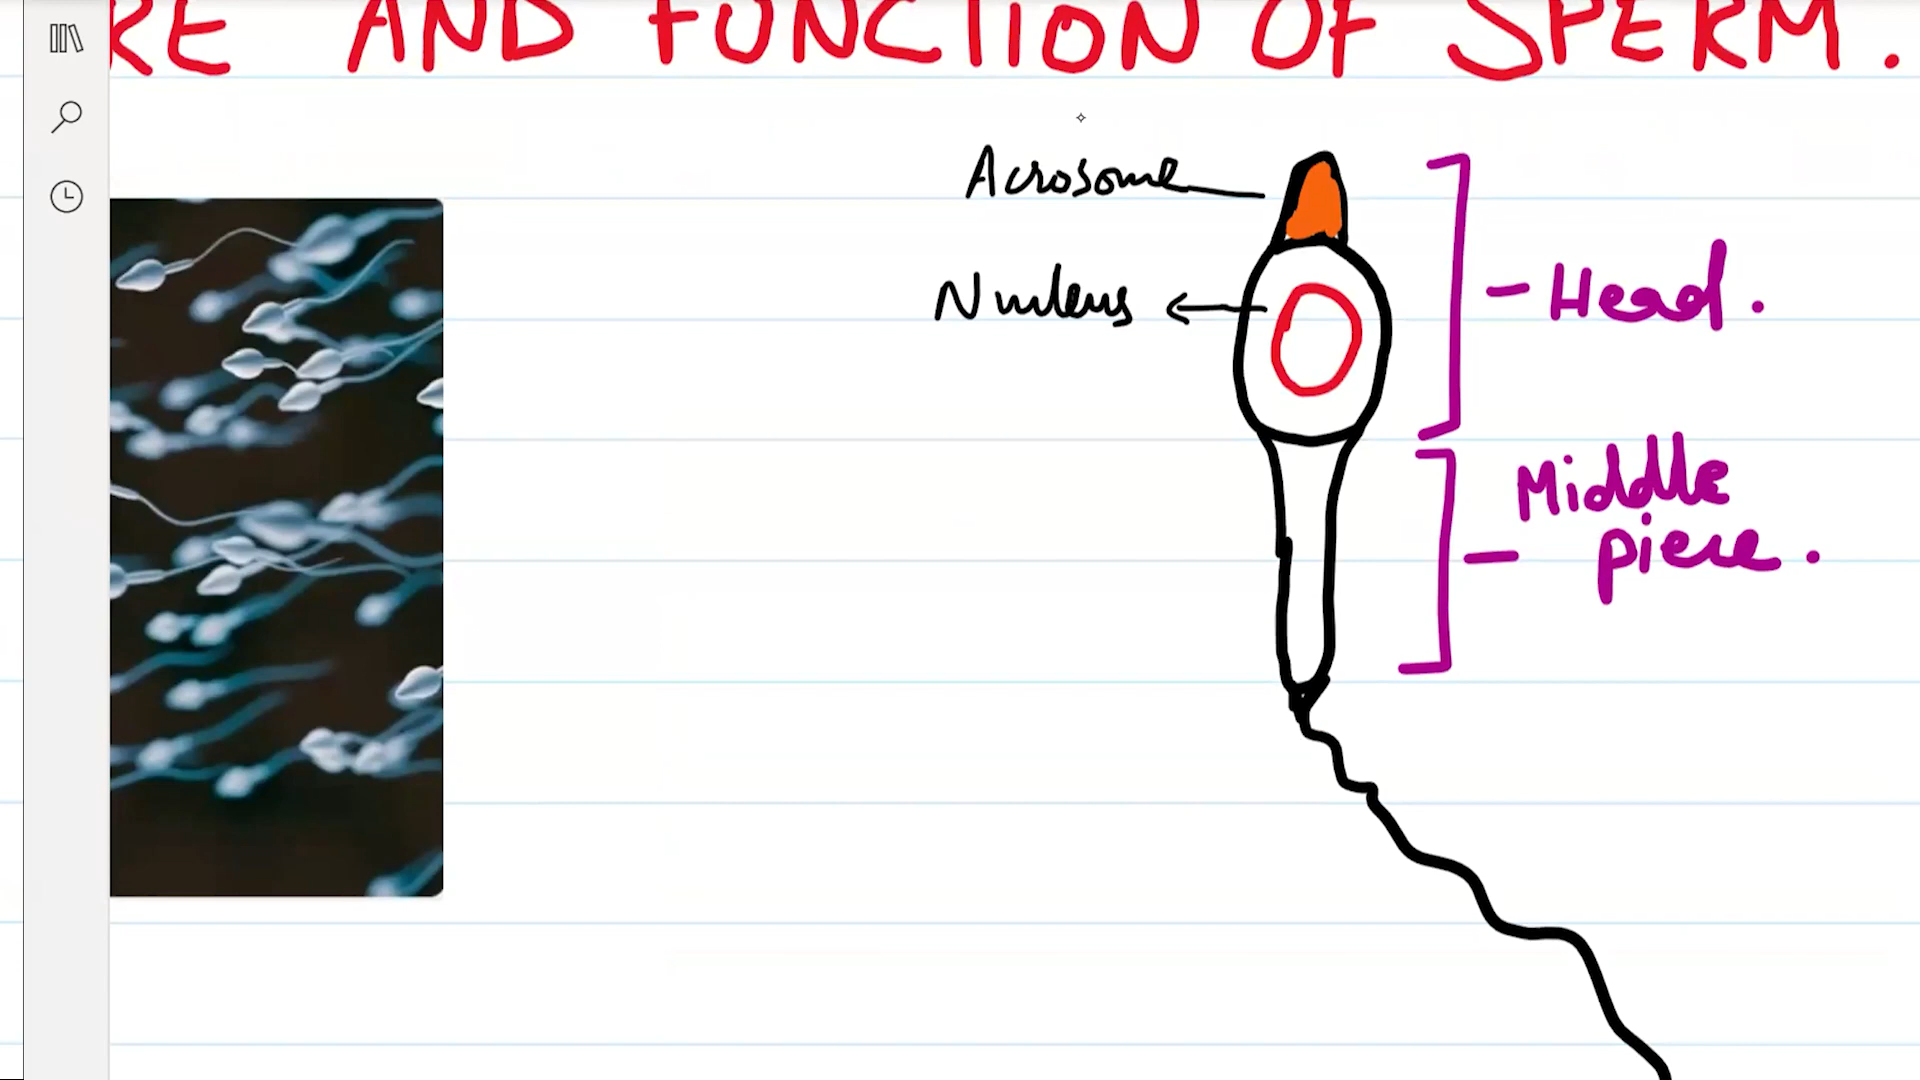 RE AND FUNCTION OF SPERM.
Acrosome
Nucleus
- Head.
- Middle
piece.